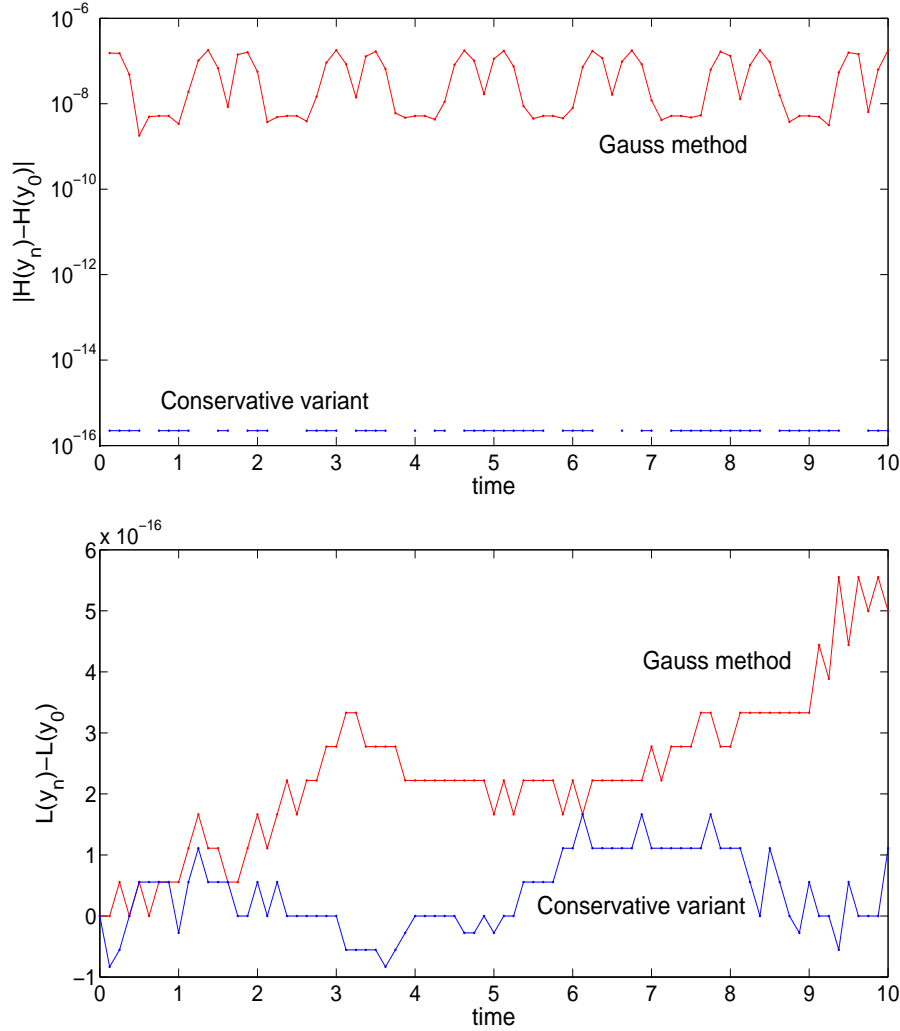 10^−6
10^−8
10^−10
10^−12
10^−14
10^−16
|H(y_n)−H(y_0)|
Gauss method
Conservative variant
0 1 2 3 4 5 6 7 8 9 10
time
x 10^−16
6
5
4
3
2
1
0
−1
L(y_n)−L(y_0)
Gauss method
Conservative variant
0 1 2 3 4 5 6 7 8 9 10
time